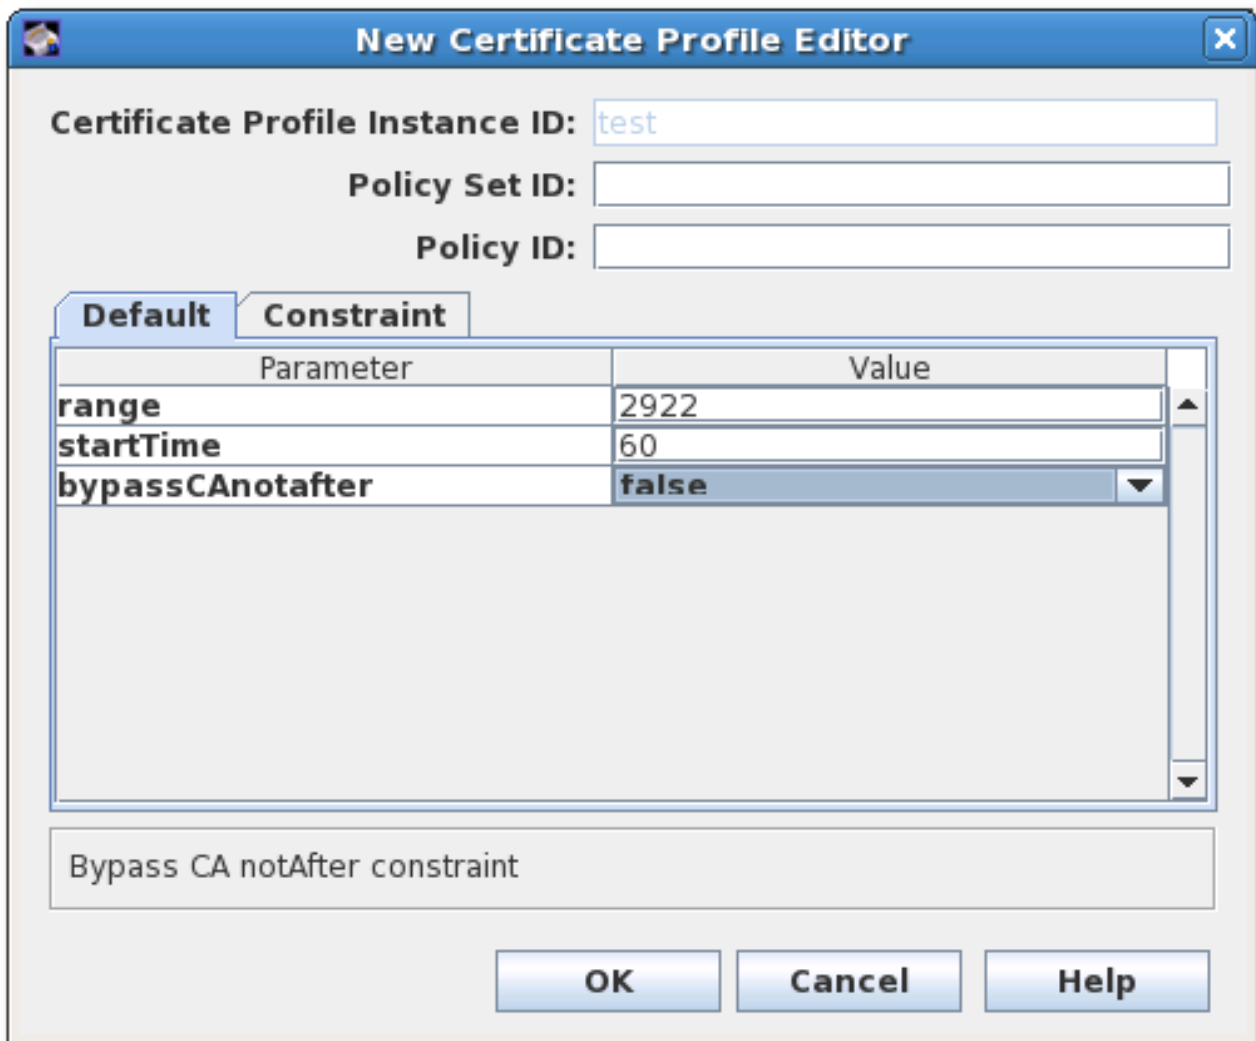 New Certificate Profile Editor
Certificate Profile Instance ID: test
Policy Set ID:
Policy ID:
Default Constraint
Parameter Value
range 2922
startTime 60
bypassCAnotafter false
Bypass CA notAfter constraint
OK Cancel Help